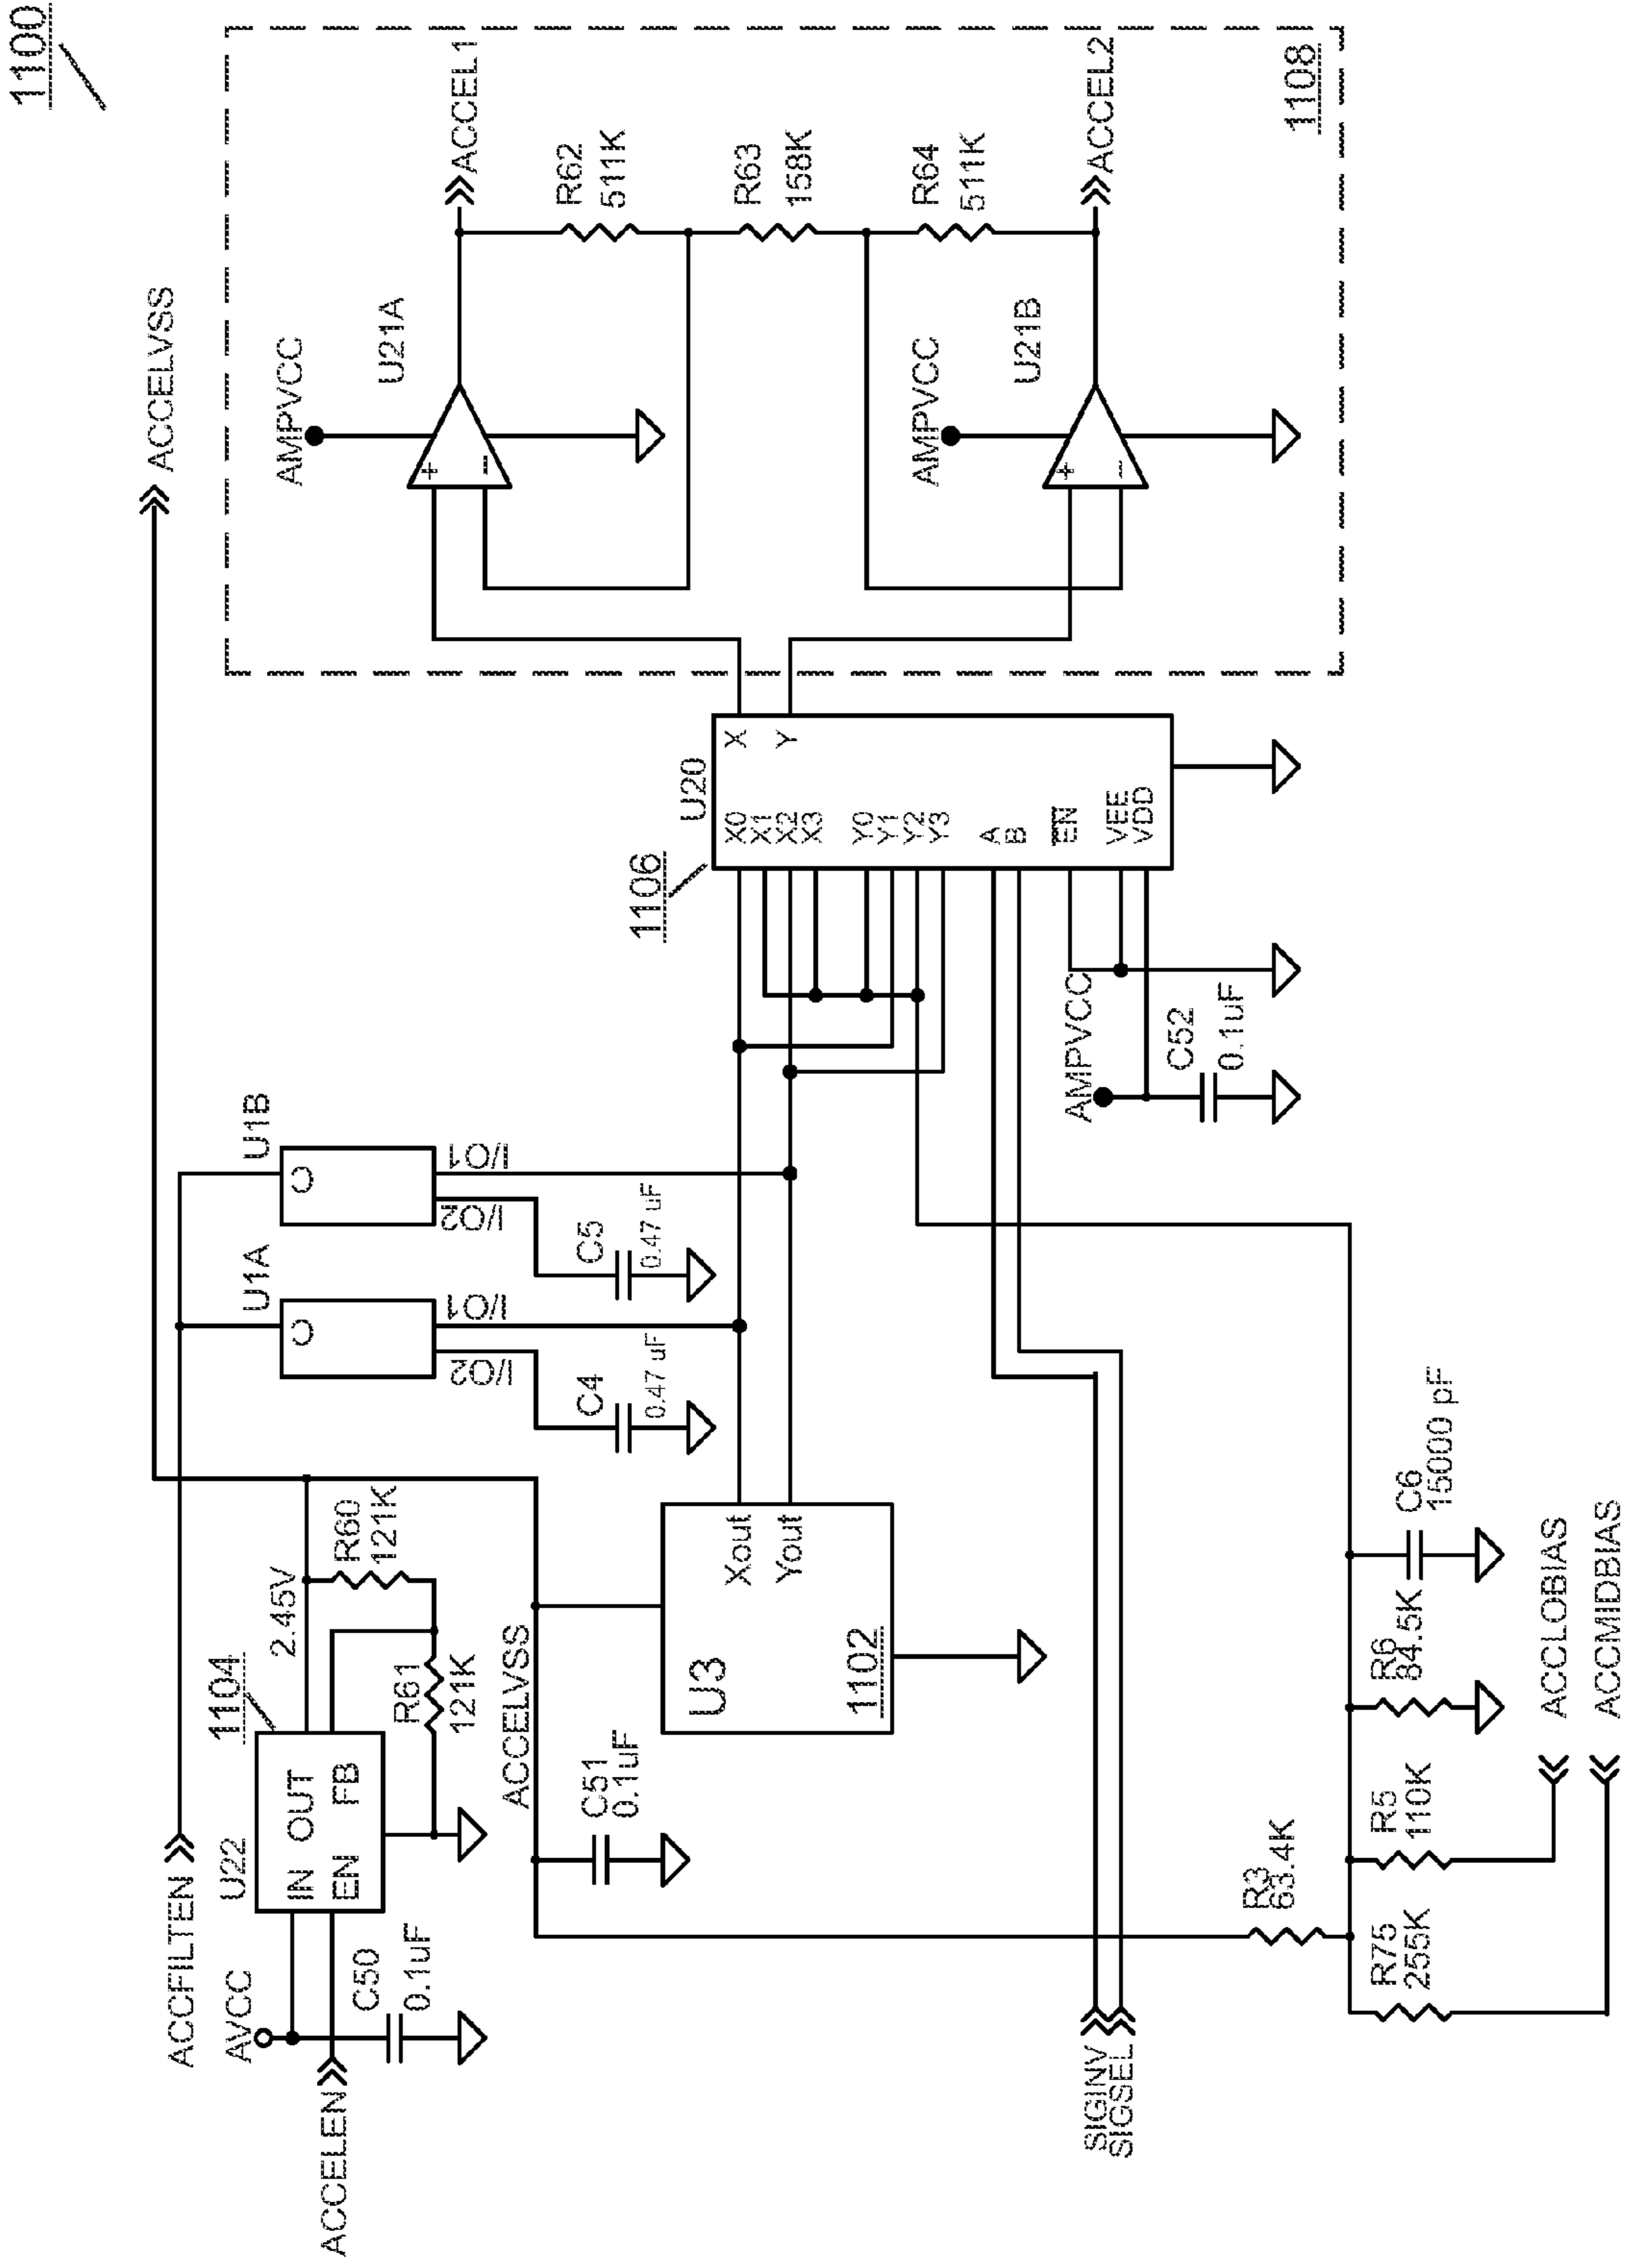 1100
ACCELVSS
ACCFILTEN
AVCC
ACCELEN
C50
0.1uF
U22
1104
IN
OUT
EN
FB
2.45V
R60
121K
R61
121K
ACCELVSS
C51
0.1uF
U1A
C
I/O1
I/O2
C4
0.47 uF
U1B
C
I/O1
I/O2
C5
0.47 uF
U3
1102
Xout
Yout
1106
U20
X0
X1
X2
X3
Y0
Y1
Y2
Y3
A
B
EN
VEE
VDD
X
Y
AMPVCC
C52
0.1uF
AMPVCC
U21A
+
–
ACCEL1
R62
511K
R63
158K
R64
511K
AMPVCC
U21B
+
–
ACCEL2
1108
SIGINV
SIGSEL
R3
63.4K
R75
255K
R5
110K
R6
84.5K
C6
15000 pF
ACCLOBIAS
ACCMIDBIAS